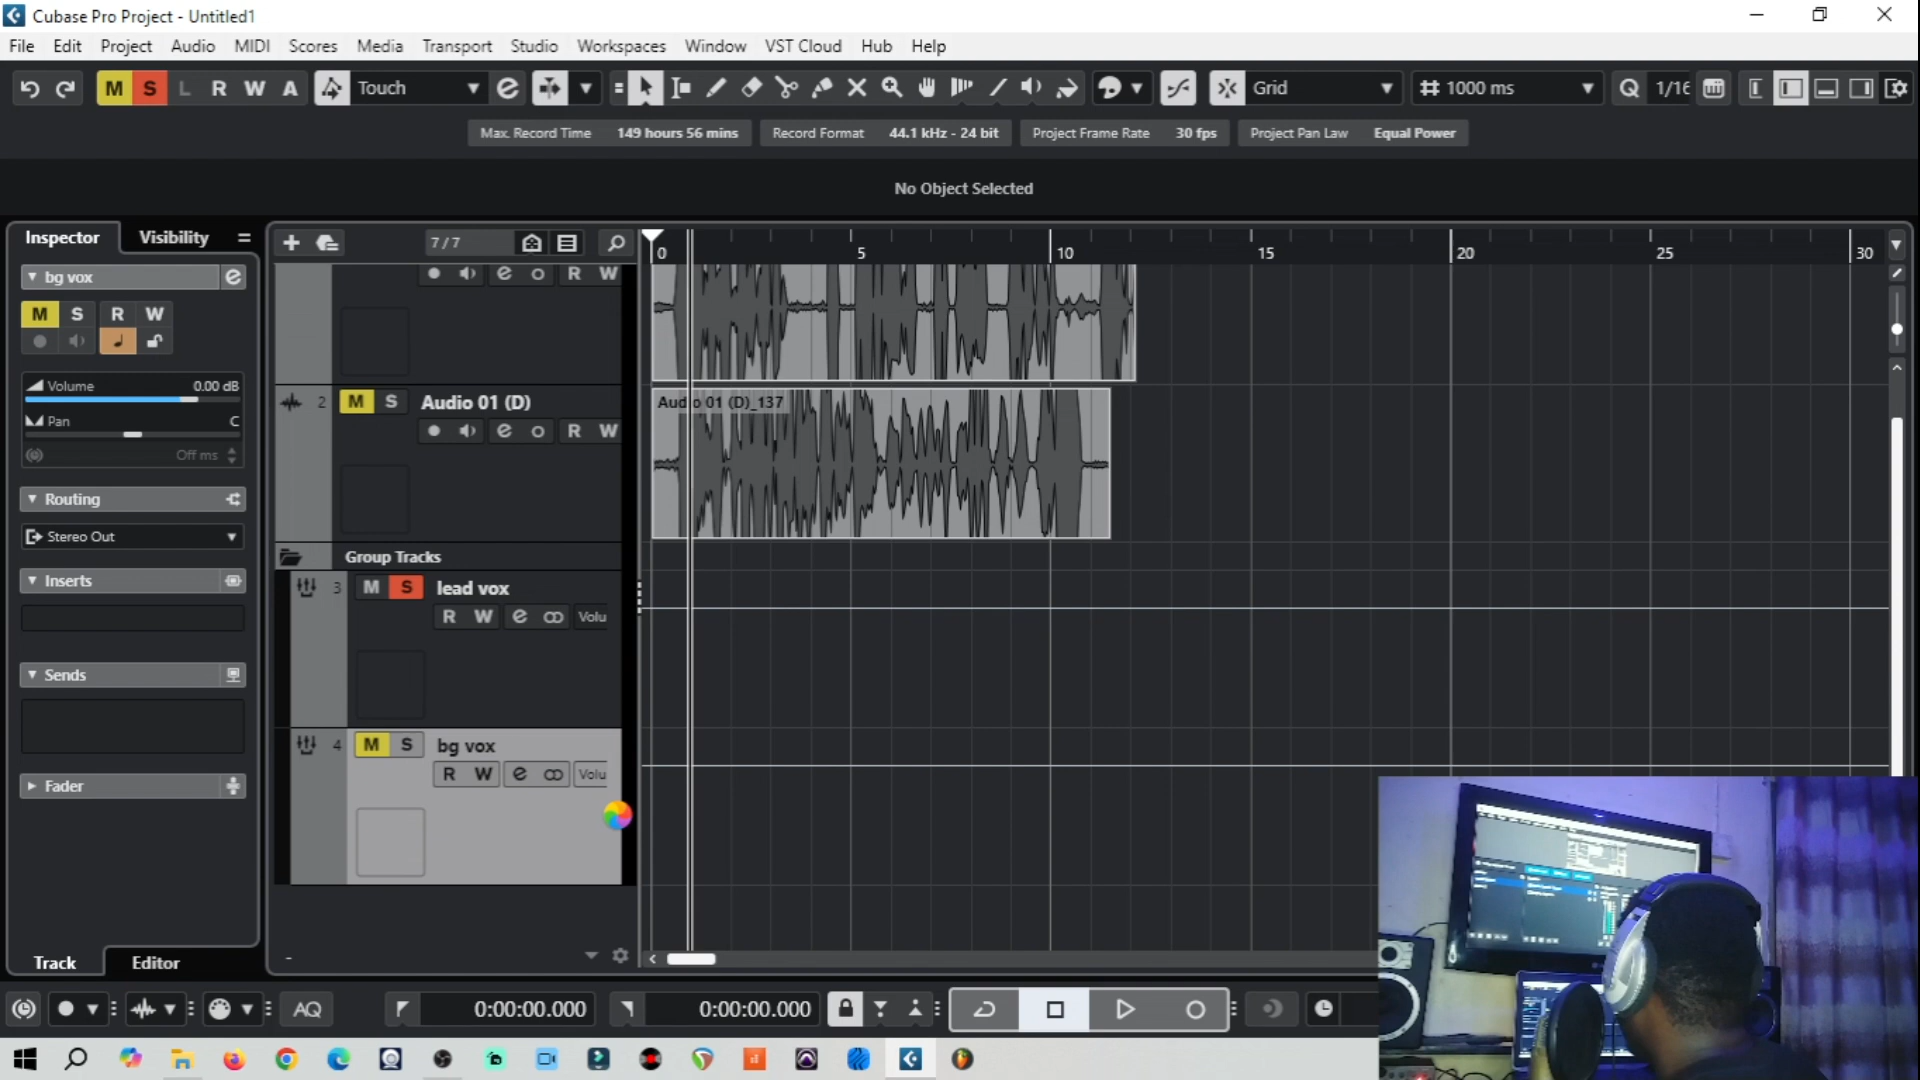 Cubase Pro Project - Untitled1
File Edit Project Audio MIDI Scores Media Transport Studio Workspaces Window VST Cloud Hub Help
M S L R W A Touch e Grid 1000 ms Q 1/16
Max. Record Time 149 hours 56 mins Record Format 44.1 kHz - 24 bit Project Frame Rate 30 fps Project Pan Law Equal Power
No Object Selected
Inspector Visibility
7 / 7
0 5 10 15 20 25 30
bg vox e
M S R W
Volume 0.00 dB
Pan C
Off ms
Routing
Stereo Out
Inserts
Sends
Fader
Track Editor
e R W
2 M S Audio 01 (D)
e R W
Audio 01 (D)_137
Group Tracks
3 M S lead vox
R W e Volu
4 M S bg vox
R W e Volu
AQ 0:00:00.000 0:00:00.000